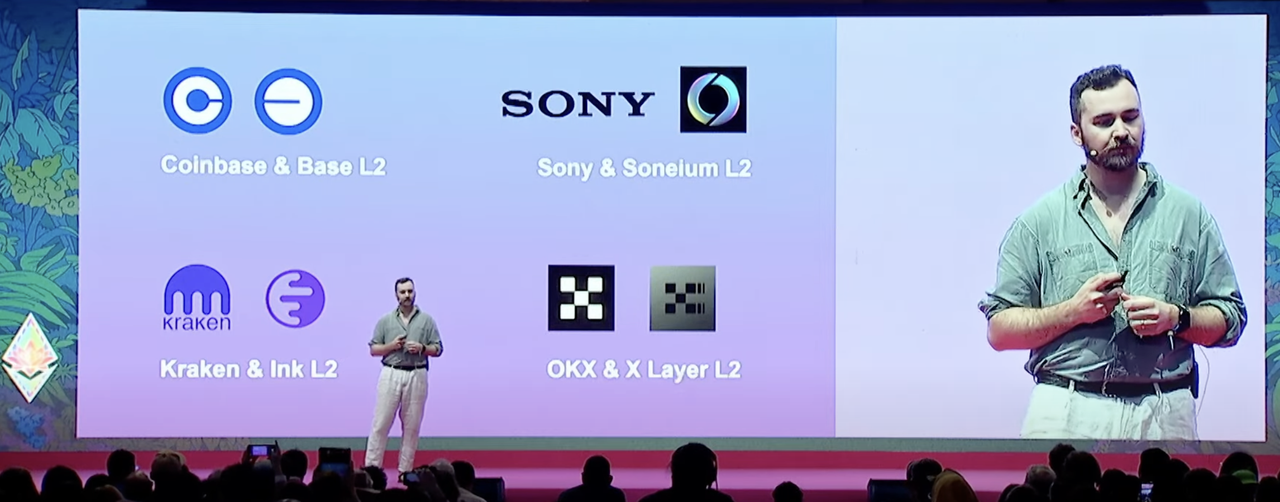 SONY
Coinbase & Base L2
Sony & Soneium L2
kraken
Kraken & Ink L2
OKX & X Layer L2